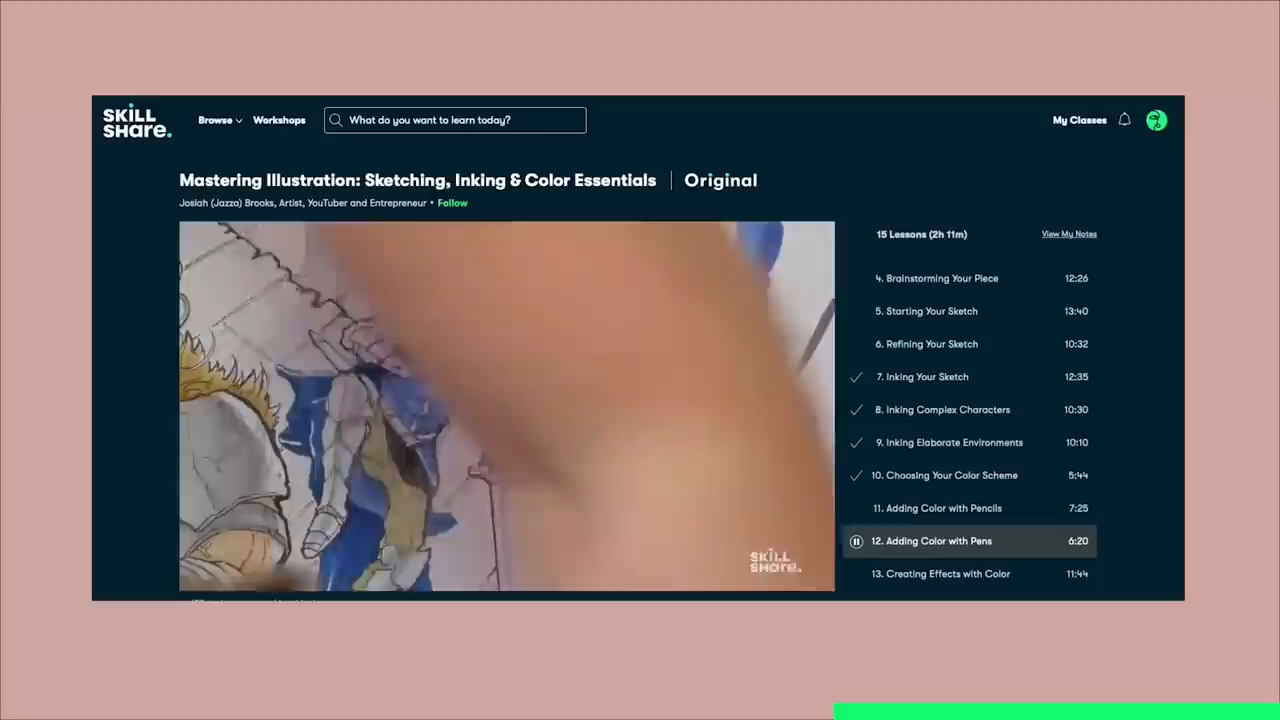 SKILL
SHARE.
Browse
Workshops
What do you want to learn today?
My Classes
Mastering Illustration: Sketching, Inking & Color Essentials | Original
Josiah (Jazza) Brooks, Artist, YouTuber and Entrepreneur • Follow
15 Lessons (2h 11m)
View My Notes
4. Brainstorming Your Piece 12:26
5. Starting Your Sketch 13:40
6. Refining Your Sketch 10:32
7. Inking Your Sketch 12:35
8. Inking Complex Characters 10:30
9. Inking Elaborate Environments 10:10
10. Choosing Your Color Scheme 5:44
11. Adding Color with Pencils 7:25
12. Adding Color with Pens 6:20
13. Creating Effects with Color 11:44
SKILL
SHARE.